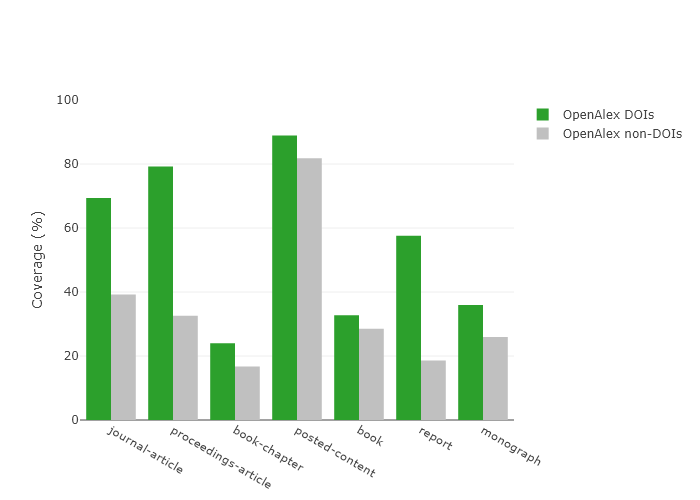 100
80
60
40
20
0
Coverage (%)
journal-article
proceedings-article
book-chapter
posted-content
book
report
monograph
OpenAlex DOIs
OpenAlex non-DOIs